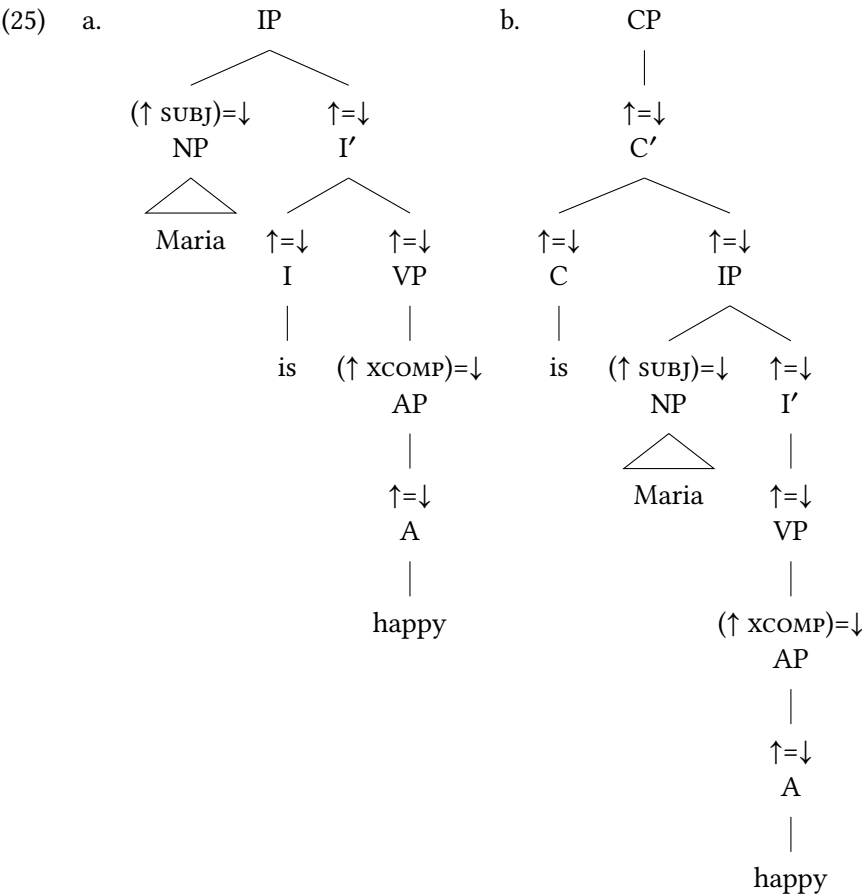 (25) a. IP b. CP
(↑ SUBJ)=↓ ↑=↓ ↑=↓
NP I′ C′
Maria ↑=↓ ↑=↓ ↑=↓ ↑=↓
I VP C IP
is (↑ XCOMP)=↓ is (↑ SUBJ)=↓ ↑=↓
AP NP I′
↑=↓ Maria ↑=↓
A VP
happy (↑ XCOMP)=↓
AP
↑=↓
A
happy